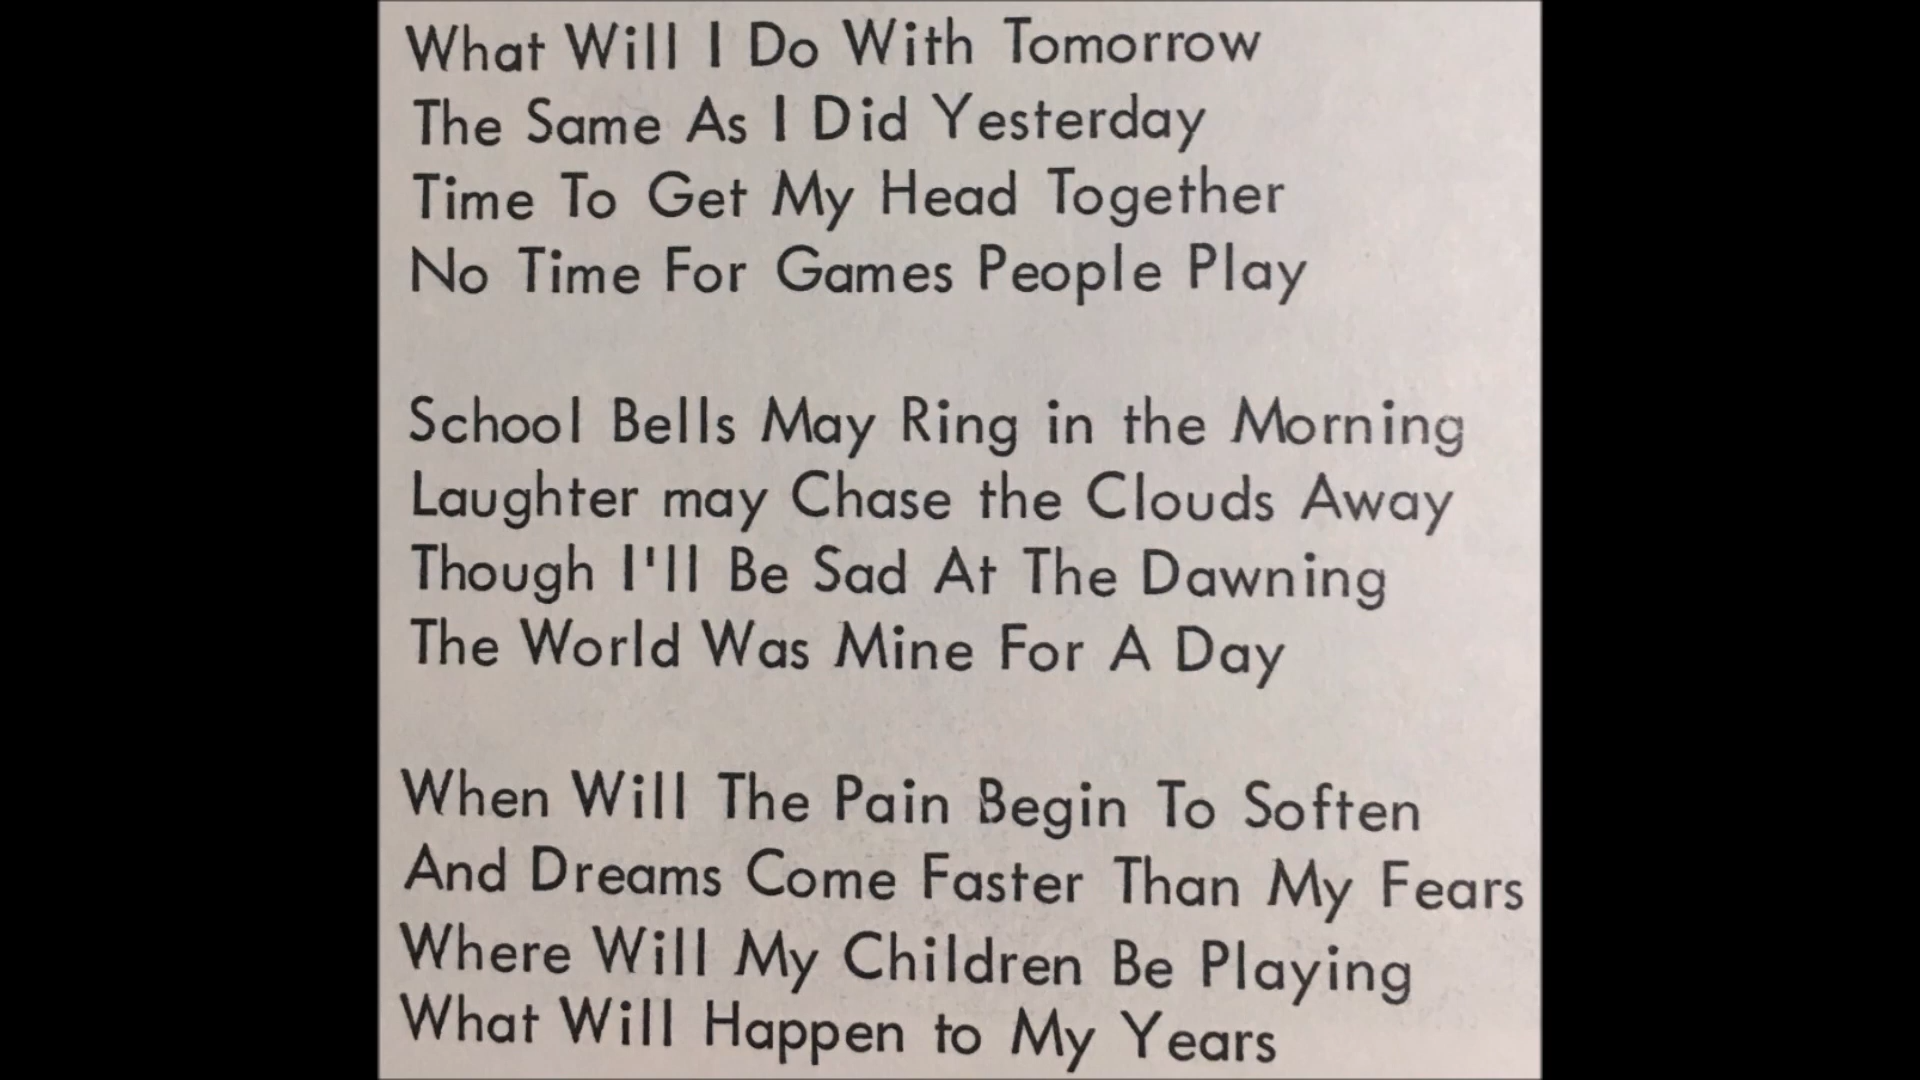 What Will I Do With Tomorrow
The Same As I Did Yesterday
Time To Get My Head Together
No Time For Games People Play
School Bells May Ring in the Morning
Laughter may Chase the Clouds Away
Though I'll Be Sad At The Dawning
The World Was Mine For A Day
When Will The Pain Begin To Soften
And Dreams Come Faster Than My Fears
Where Will My Children Be Playing
What Will Happen to My Years